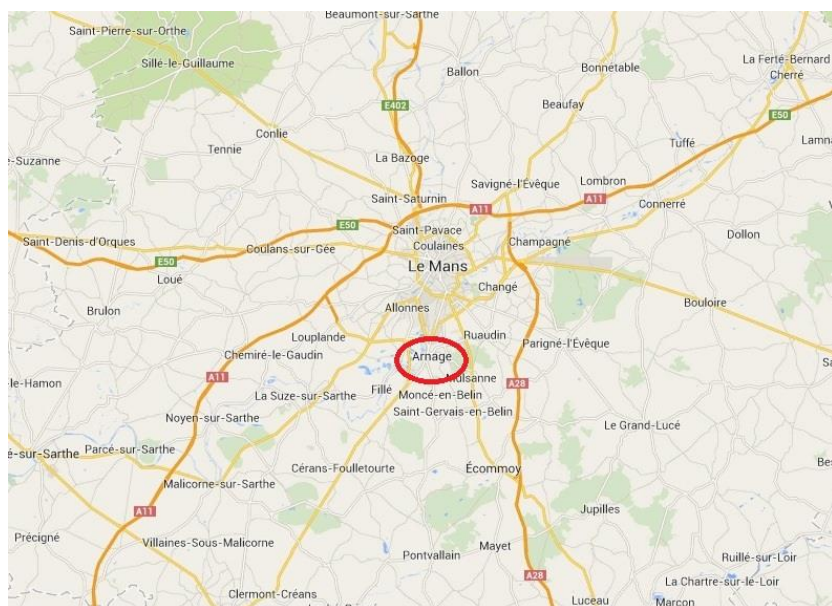 Beaumont-sur-Sarthe
Saint-Pierre-sur-Orthe
Sillé-le-Guillaume
Ballon
Bonnetable
La Ferté-Bernard
Cherré
E50
Beaufay
E402
Conlie
Tennie
La Bazoge
Tuffé
Lamna
e-Suzanne
Savigné-l'Évêque
Lombron
A11
Saint-Saturnin
A11
Connerré
E50
Saint-Pavace
Coulaines
Champagné
Dollon
Saint-Denis-d'Orques
Coulans-sur-Gée
E50
Le Mans
Loué
Changé
Bouloire
Brulon
Allonnes
Louplande
Ruaudin
Parigné-l'Évêque
Chemiré-le-Gaudin
Arnage
A11
le-Hamon
Mulsanne
A28
Fillé
La Suze-sur-Sarthe
Moncé-en-Belin
Saint-Gervais-en-Belin
Noyen-sur-Sarthe
Le Grand-Lucé
é-sur-Sarthe
Parcé-sur-Sarthe
Bes
Cérans-Foulletourte
Écommoy
Malicorne-sur-Sarthe
A11
Jupilles
Précigné
Villaines-Sous-Malicorne
Mayet
Pontvallain
Ruillé-sur-Loir
A28
La Chartre-sur-le-Loir
Clermont-Créans
Luceau
Marçon